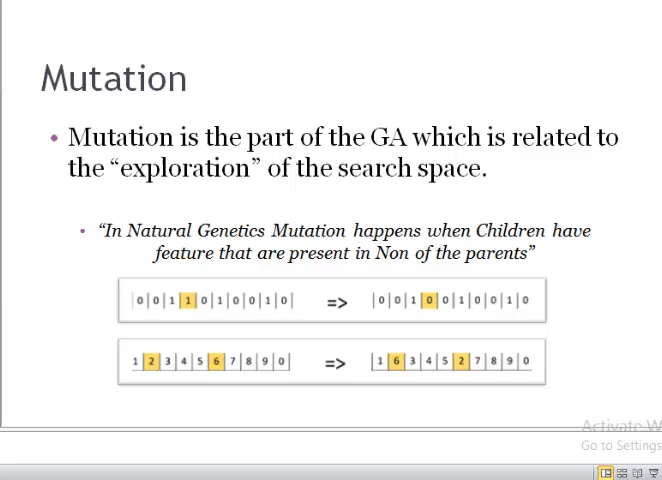 Mutation
• Mutation is the part of the GA which is related to
the “exploration” of the search space.
• “In Natural Genetics Mutation happens when Children have
feature that are present in Non of the parents”
0 0 1 1 0 1 0 0 1 0 => 0 0 1 0 0 1 0 0 1 0
1 2 3 4 5 6 7 8 9 0 => 1 6 3 4 5 2 7 8 9 0
Activate W
Go to Settings